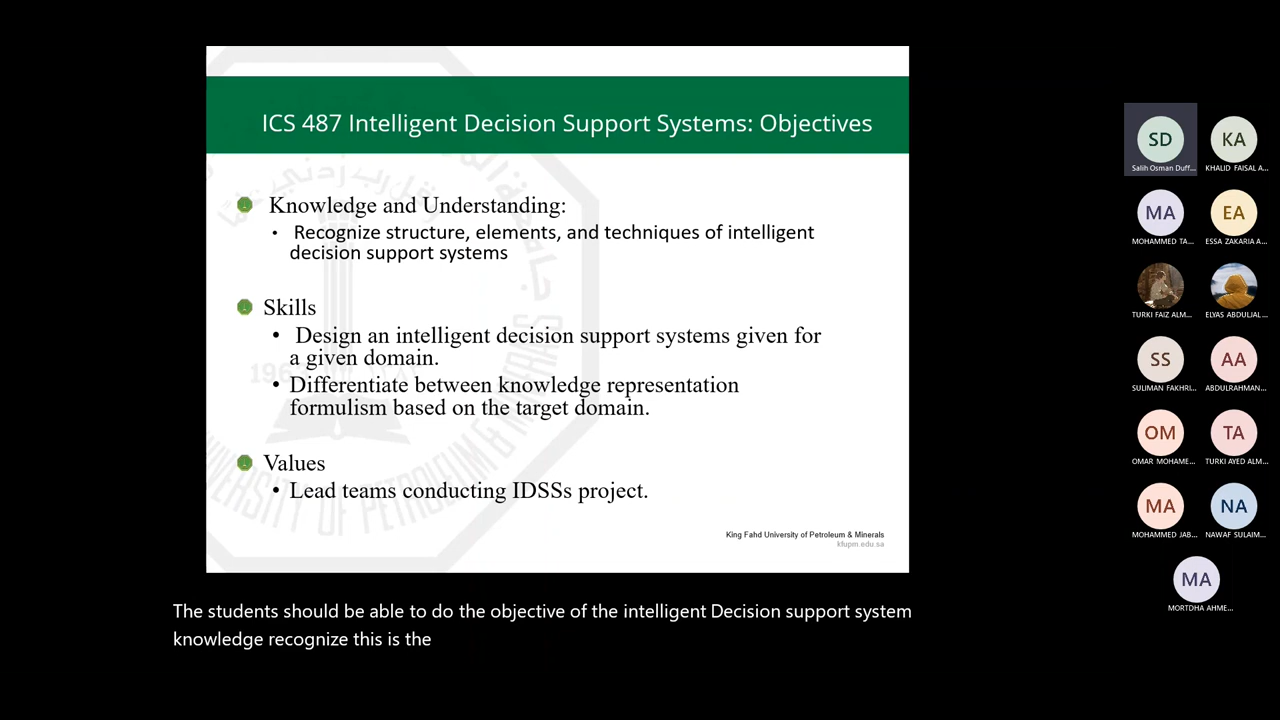 ICS 487 Intelligent Decision Support Systems: Objectives
Knowledge and Understanding:
• Recognize structure, elements, and techniques of intelligent
decision support systems
Skills
• Design an intelligent decision support systems given for
a given domain.
• Differentiate between knowledge representation
formulism based on the target domain.
Values
• Lead teams conducting IDSSs project.
King Fahd University of Petroleum & Minerals
kfupm.edu.sa
The students should be able to do the objective of the intelligent Decision support system
knowledge recognize this is the
SD
Salih Osman Duff...
KA
KHALID FAISAL A...
MA
MOHAMMED TA...
EA
ESSA ZAKARIA A...
TURKI FAIZ ALM...
ELYAS ABDULJAL...
SS
SULIMAN FAKHRI...
AA
ABDULRAHMAN...
OM
OMAR MOHAME...
TA
TURKI AYED ALM...
MA
MOHAMMED JAB...
NA
NAWAF SULAIM...
MA
MORTDHA AHME...